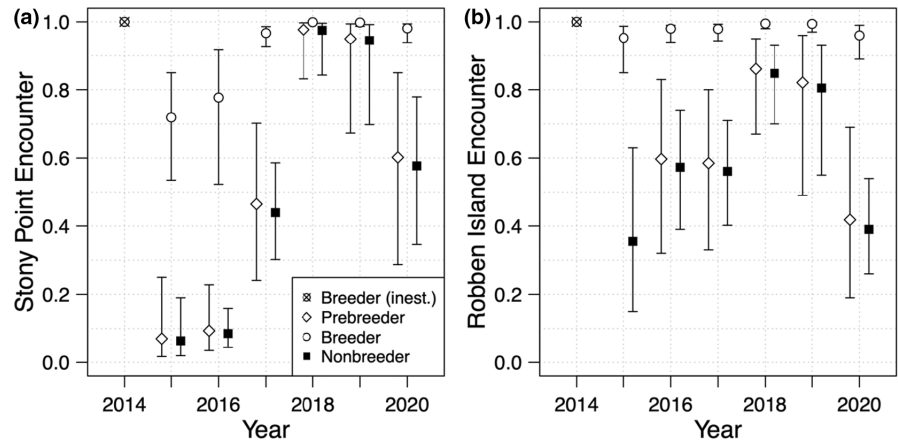 (a)
Stony Point Encounter
1.0
0.8
0.6
0.4
0.2
0.0
Breeder (inest.)
Prebreeder
Breeder
Nonbreeder
2014 2016 2018 2020
Year
(b)
Robben Island Encounter
1.0
0.8
0.6
0.4
0.2
0.0
2014 2016 2018 2020
Year